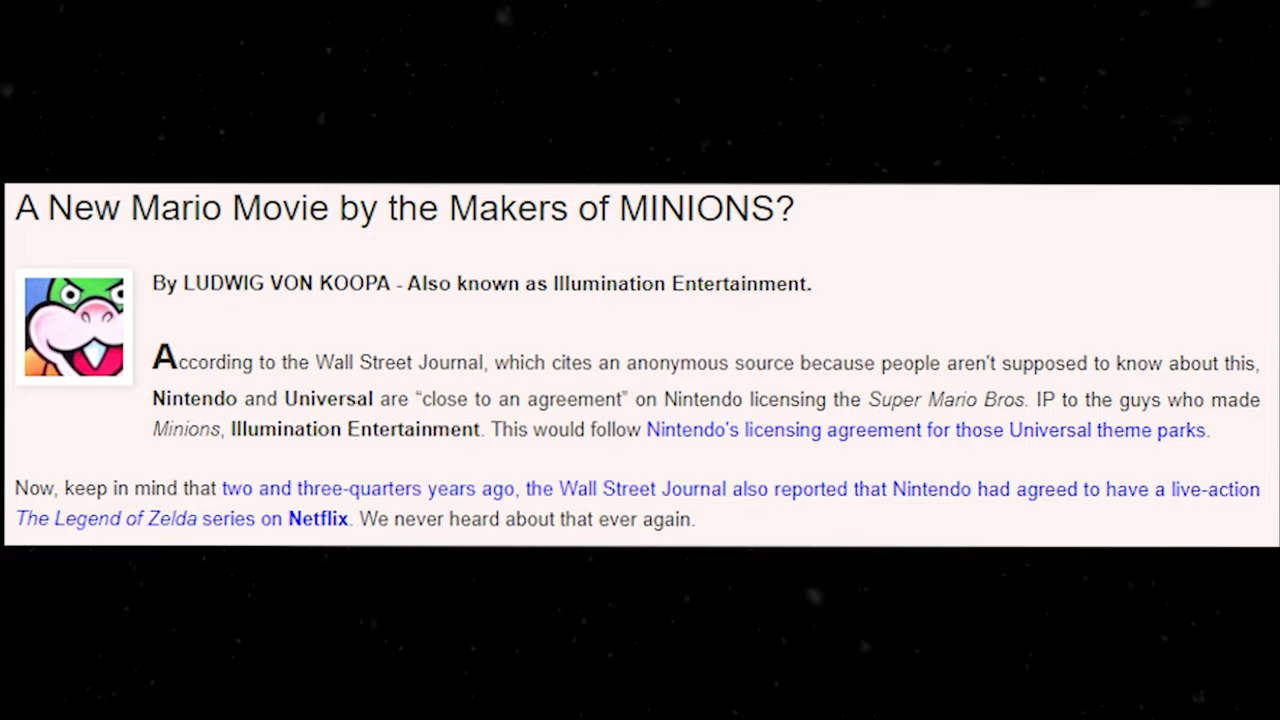 A New Mario Movie by the Makers of MINIONS?
By LUDWIG VON KOOPA - Also known as Illumination Entertainment.
According to the Wall Street Journal, which cites an anonymous source because people aren't supposed to know about this,
Nintendo and Universal are “close to an agreement” on Nintendo licensing the Super Mario Bros. IP to the guys who made
Minions, Illumination Entertainment. This would follow Nintendo's licensing agreement for those Universal theme parks.
Now, keep in mind that two and three-quarters years ago, the Wall Street Journal also reported that Nintendo had agreed to have a live-action
The Legend of Zelda series on Netflix. We never heard about that ever again.